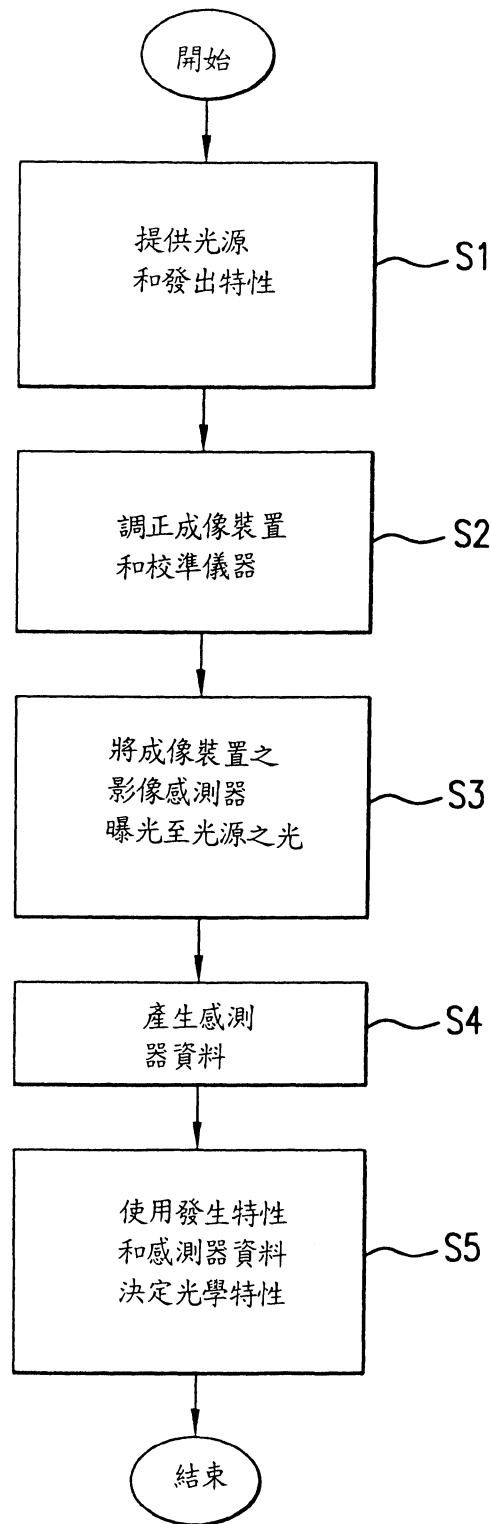 開始
提供光源
和發出特性
S1
調正成像裝置
和校準儀器
S2
將成像裝置之
影像感測器
曝光至光源之光
S3
產生感測
器資料
S4
使用發生特性
和感測器資料
決定光學特性
S5
結束